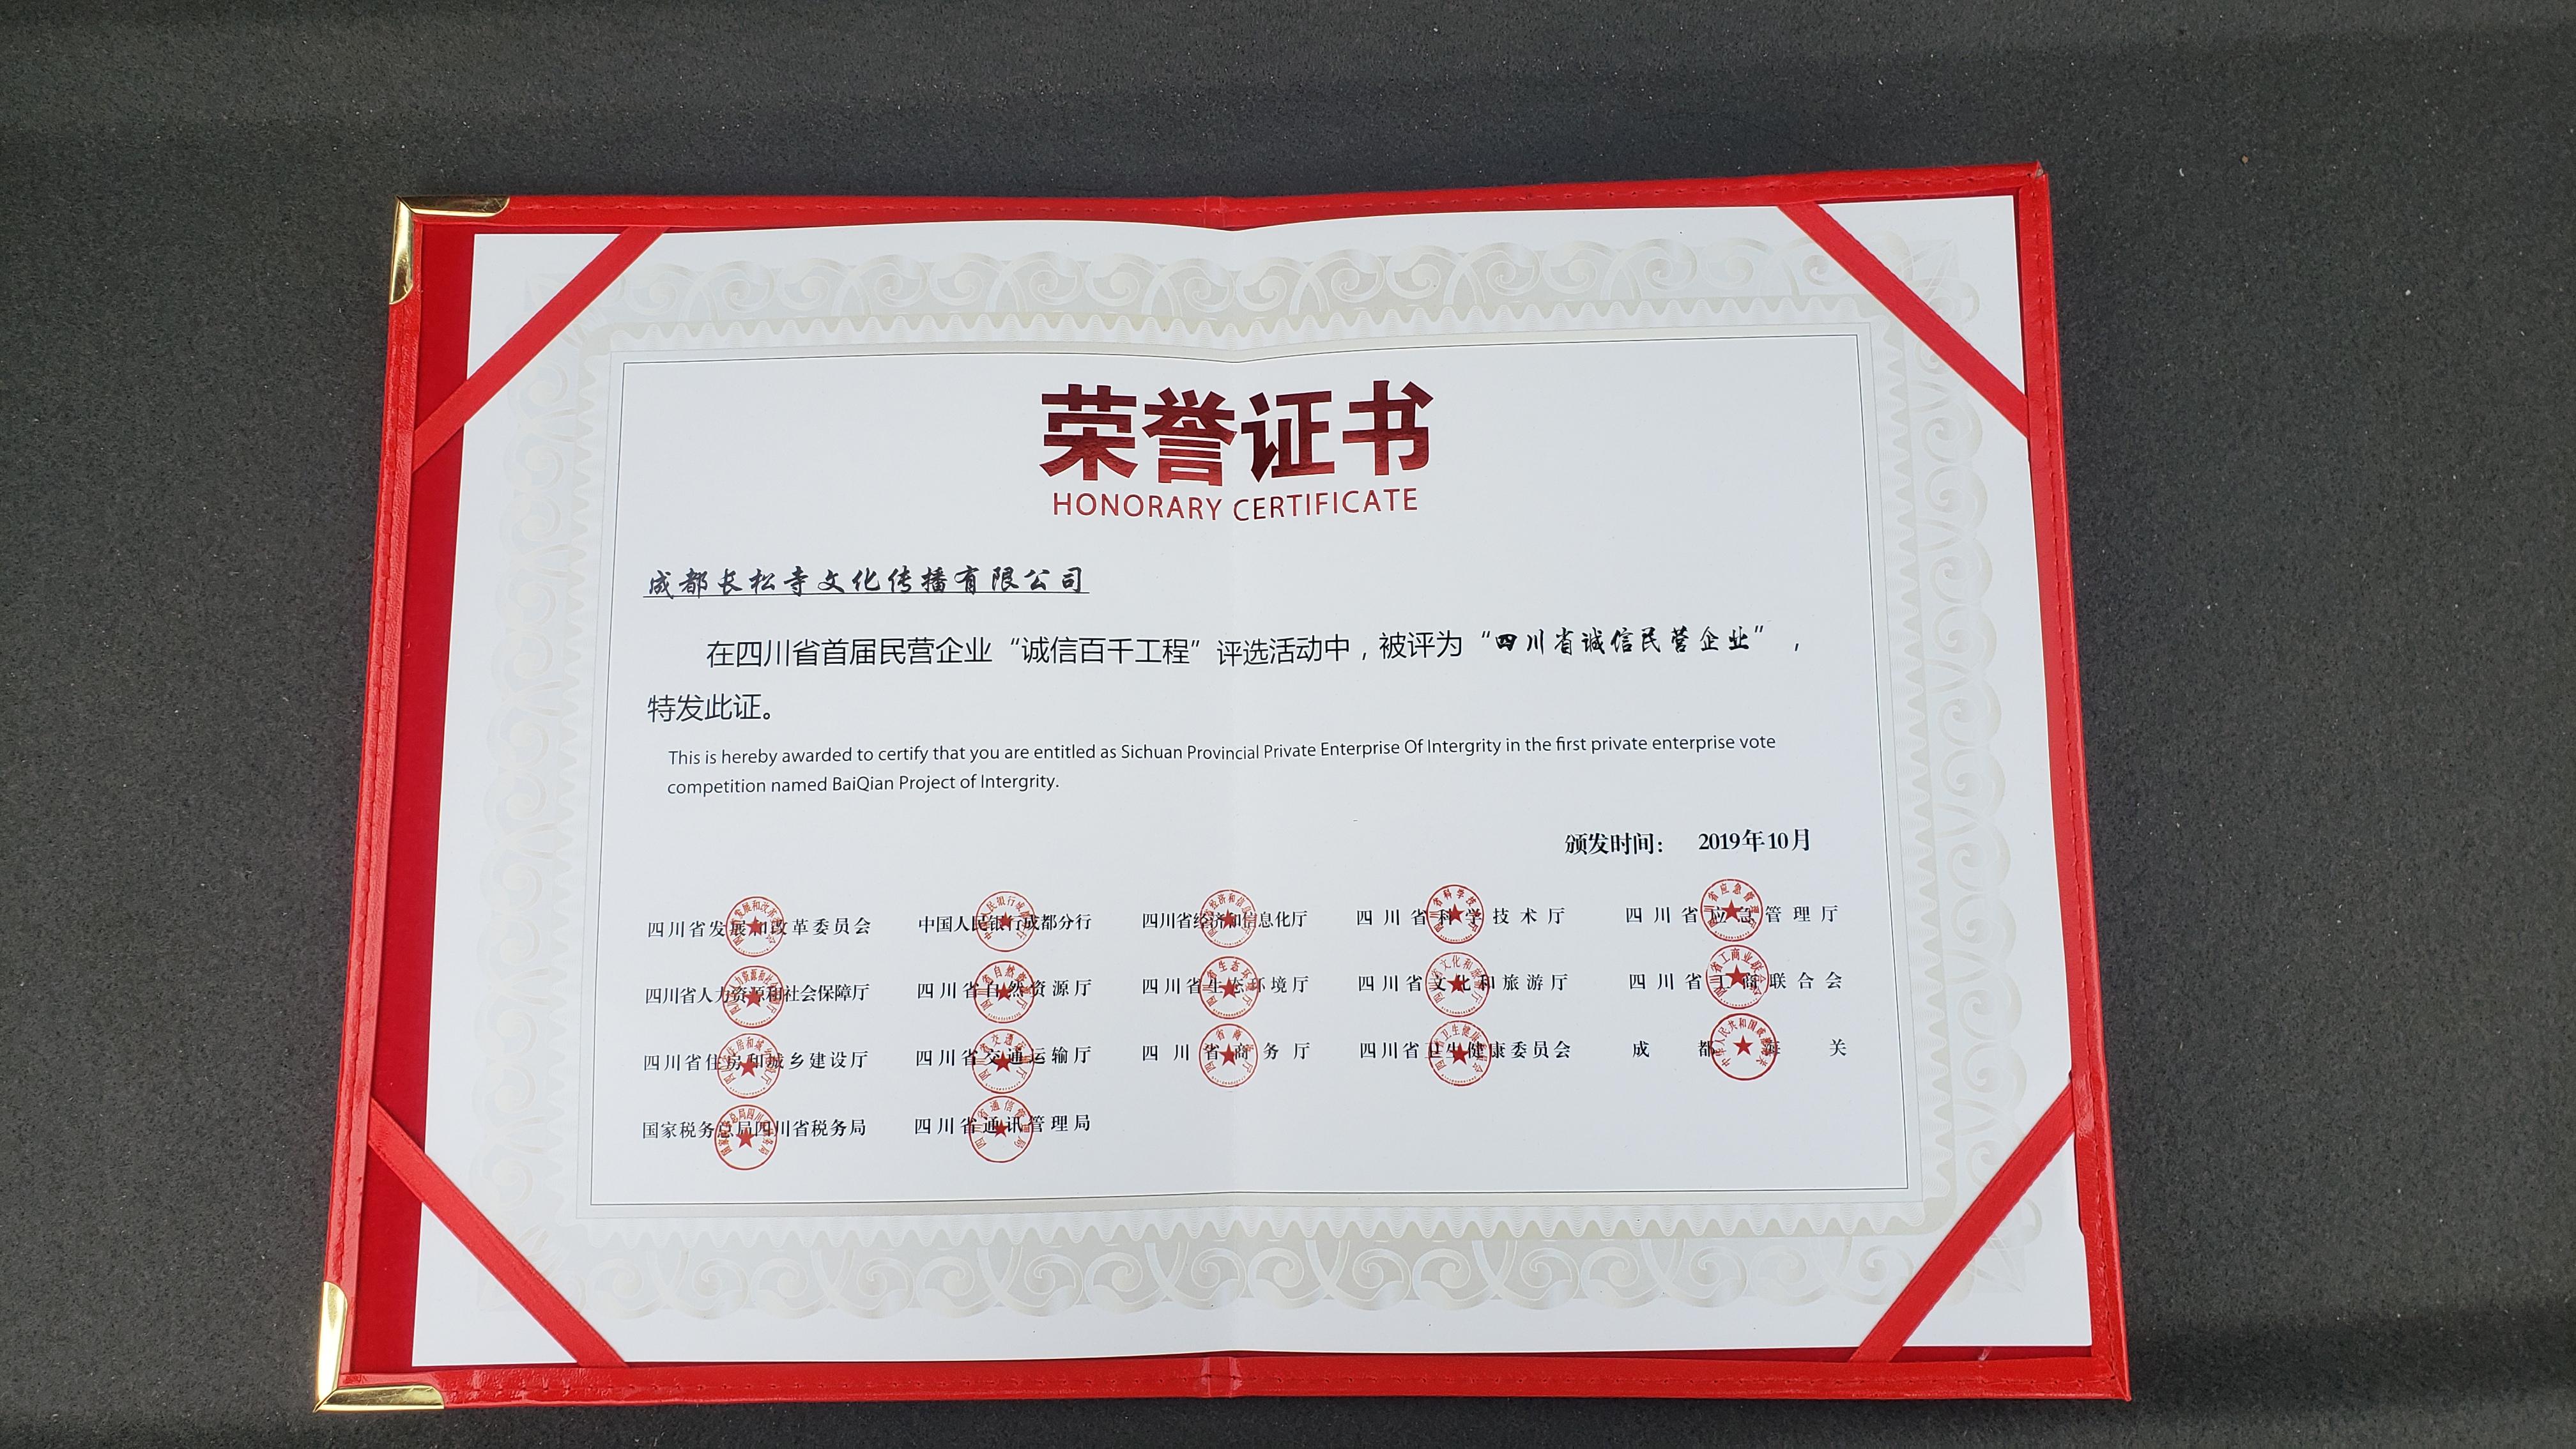 荣誉证书
HONORARY CERTIFICATE
成都长松寺文化传播有限公司
在四川省首届民营企业“诚信百千工程”评选活动中，被评为“四川省诚信民营企业”，
特发此证。
This is hereby awarded to certify that you are entitled as Sichuan Provincial Private Enterprise Of Intergrity in the first private enterprise vote
competition named BaiQian Project of Intergrity.
颁发时间： 2019年10月
四川省发展和改革委员会 中国人民银行成都分行 四川省经济和信息化厅 四川省科学技术厅 四川省应急管理厅
四川省人力资源和社会保障厅 四川省自然资源厅 四川省生态环境厅 四川省文化和旅游厅 四川省工商联合会
四川省住房和城乡建设厅 四川省交通运输厅 四川省商务厅 四川省卫生健康委员会 成都海关
国家税务总局四川省税务局 四川省通讯管理局